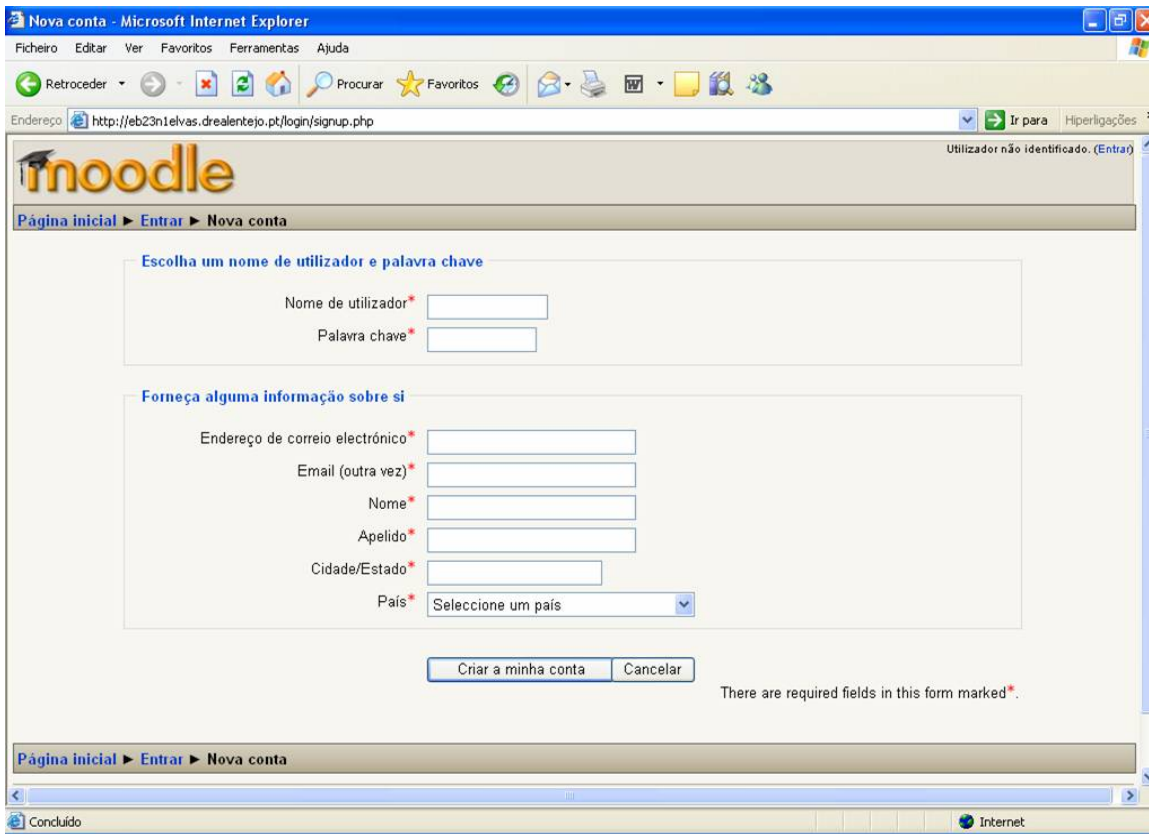 Nova conta - Microsoft Internet Explorer
Ficheiro Editar Ver Favoritos Ferramentas Ajuda
Retroceder Procurar Favoritos
Endereço http://eb23n1elvas.drealentejo.pt/login/signup.php Ir para Hiperligações
moodle
Utilizador não identificado. (Entrar)
Página inicial ► Entrar ► Nova conta
Escolha um nome de utilizador e palavra chave
Nome de utilizador*
Palavra chave*
Forneça alguma informação sobre si
Endereço de correio electrónico*
Email (outra vez)*
Nome*
Apelido*
Cidade/Estado*
País* Seleccione um país
Criar a minha conta Cancelar
There are required fields in this form marked*.
Página inicial ► Entrar ► Nova conta
Concluído Internet